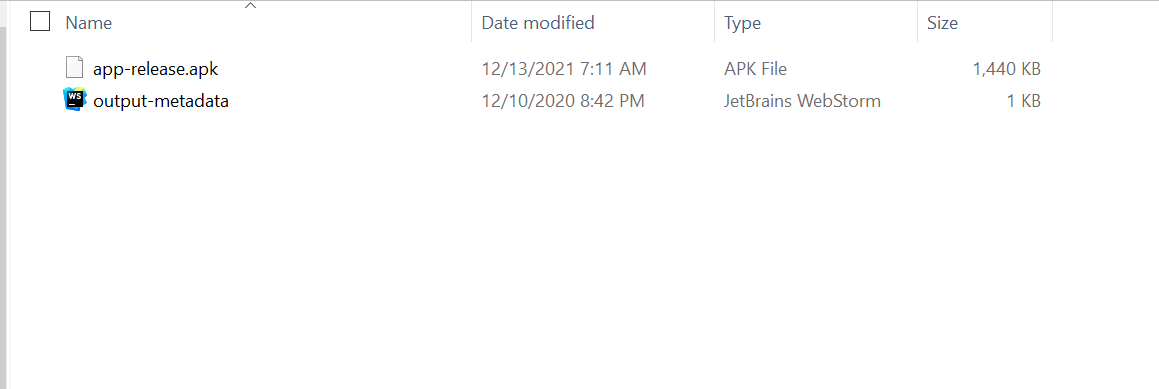 Name Date modified Type Size
app-release.apk 12/13/2021 7:11 AM APK File 1,440 KB
WS output-metadata 12/10/2020 8:42 PM JetBrains WebStorm 1 KB